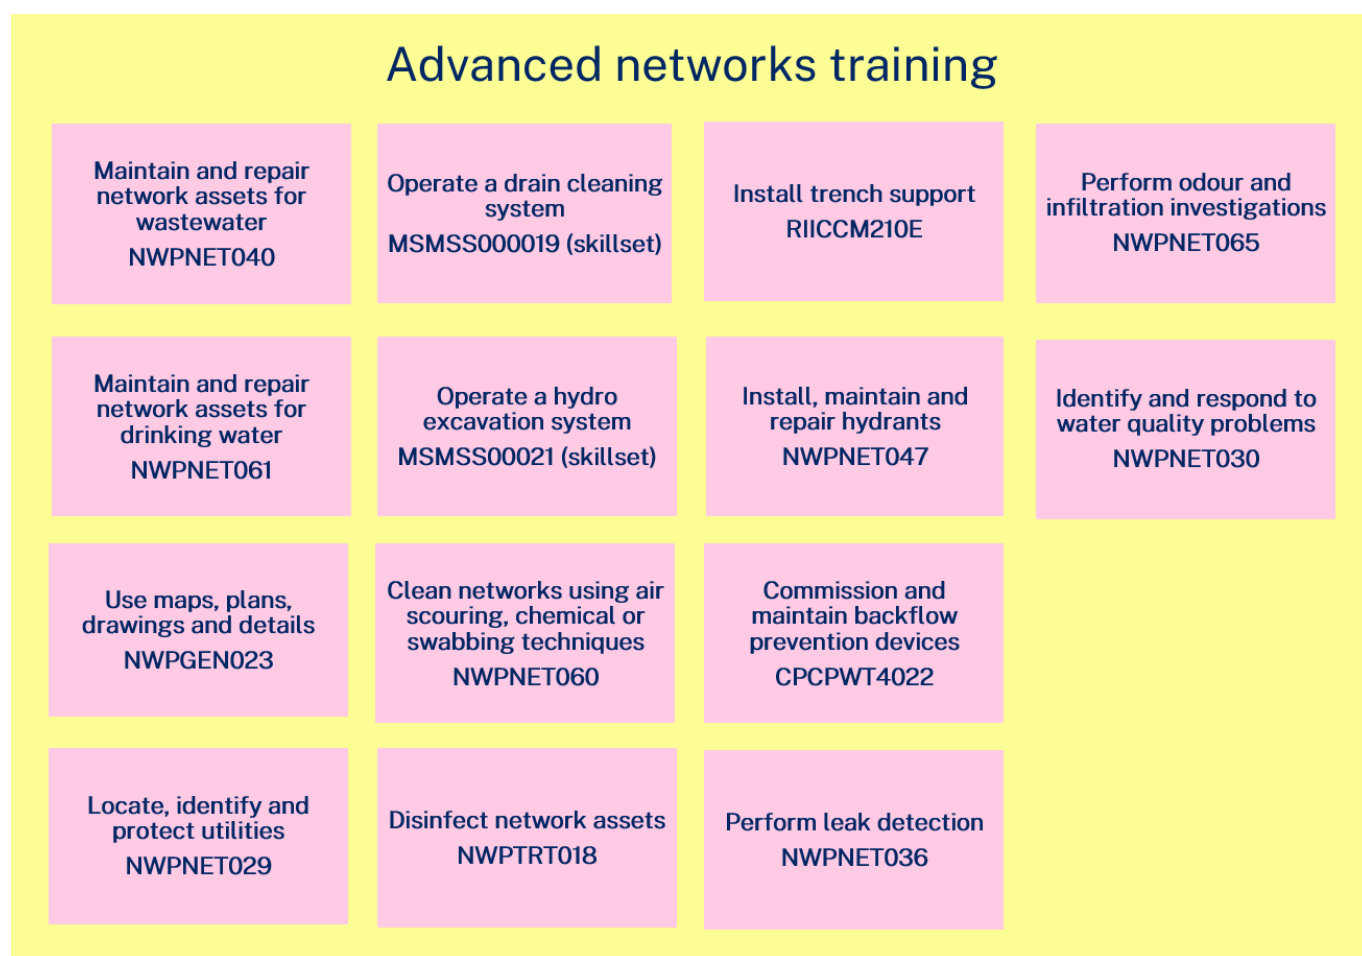 Advanced networks training
Maintain and repair
network assets for
wastewater
NWPNET040
Operate a drain cleaning
system
MSMSS000019 (skillset)
Install trench support
RIICCM210E
Perform odour and
infiltration investigations
NWPNET065
Maintain and repair
network assets for
drinking water
NWPNET061
Operate a hydro
excavation system
MSMSS00021 (skillset)
Install, maintain and
repair hydrants
NWPNET047
Identify and respond to
water quality problems
NWPNET030
Use maps, plans,
drawings and details
NWPGEN023
Clean networks using air
scouring, chemical or
swabbing techniques
NWPNET060
Commission and
maintain backflow
prevention devices
CPCPWT4022
Locate, identify and
protect utilities
NWPNET029
Disinfect network assets
NWPTRT018
Perform leak detection
NWPNET036